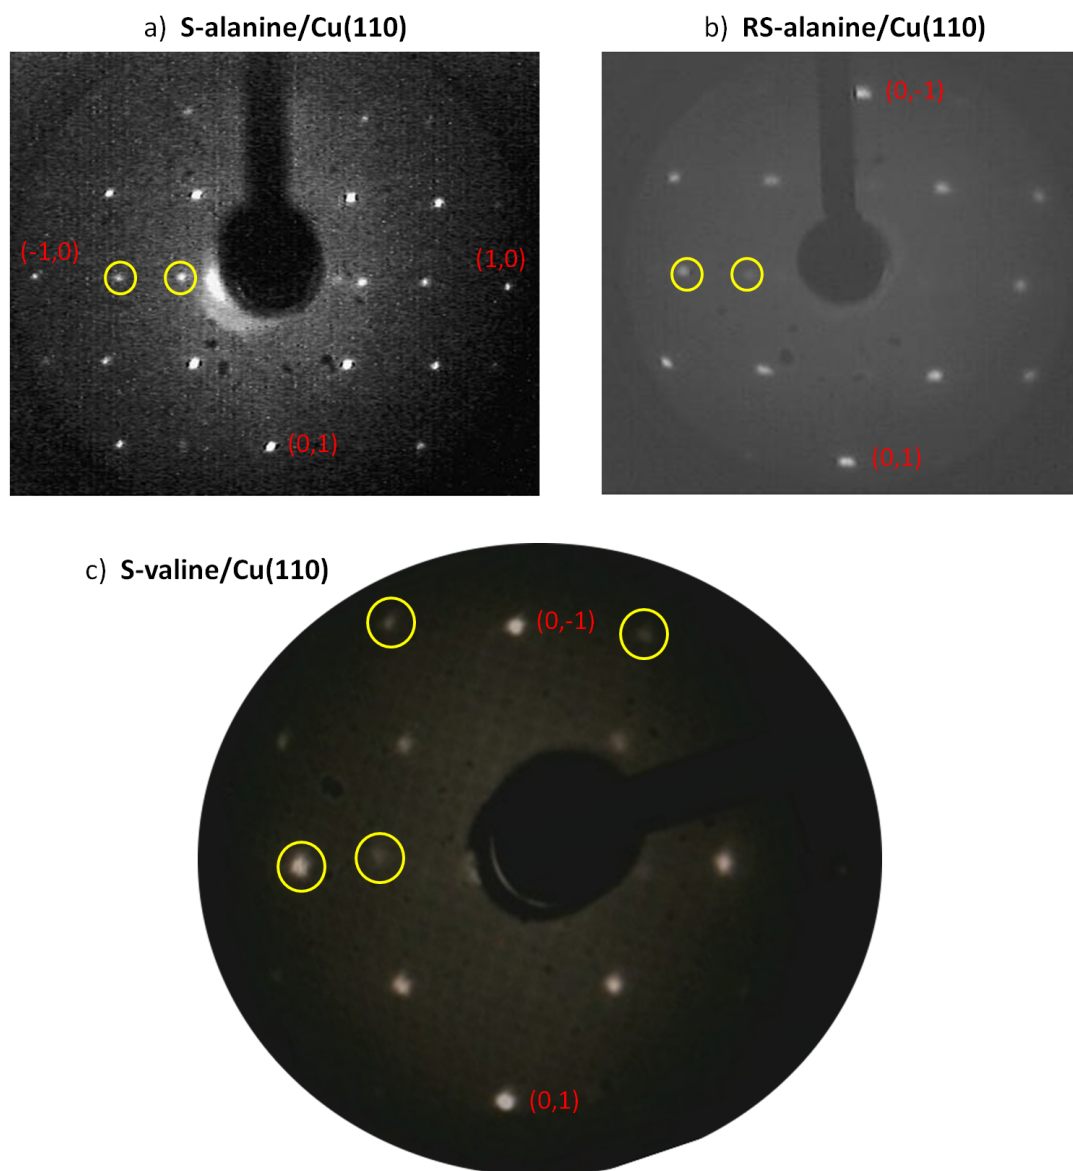 a) S-alanine/Cu(110)
b) RS-alanine/Cu(110)
(0,-1)
(-1,0)
(1,0)
(0,1)
(0,1)
c) S-valine/Cu(110)
(0,-1)
(0,1)